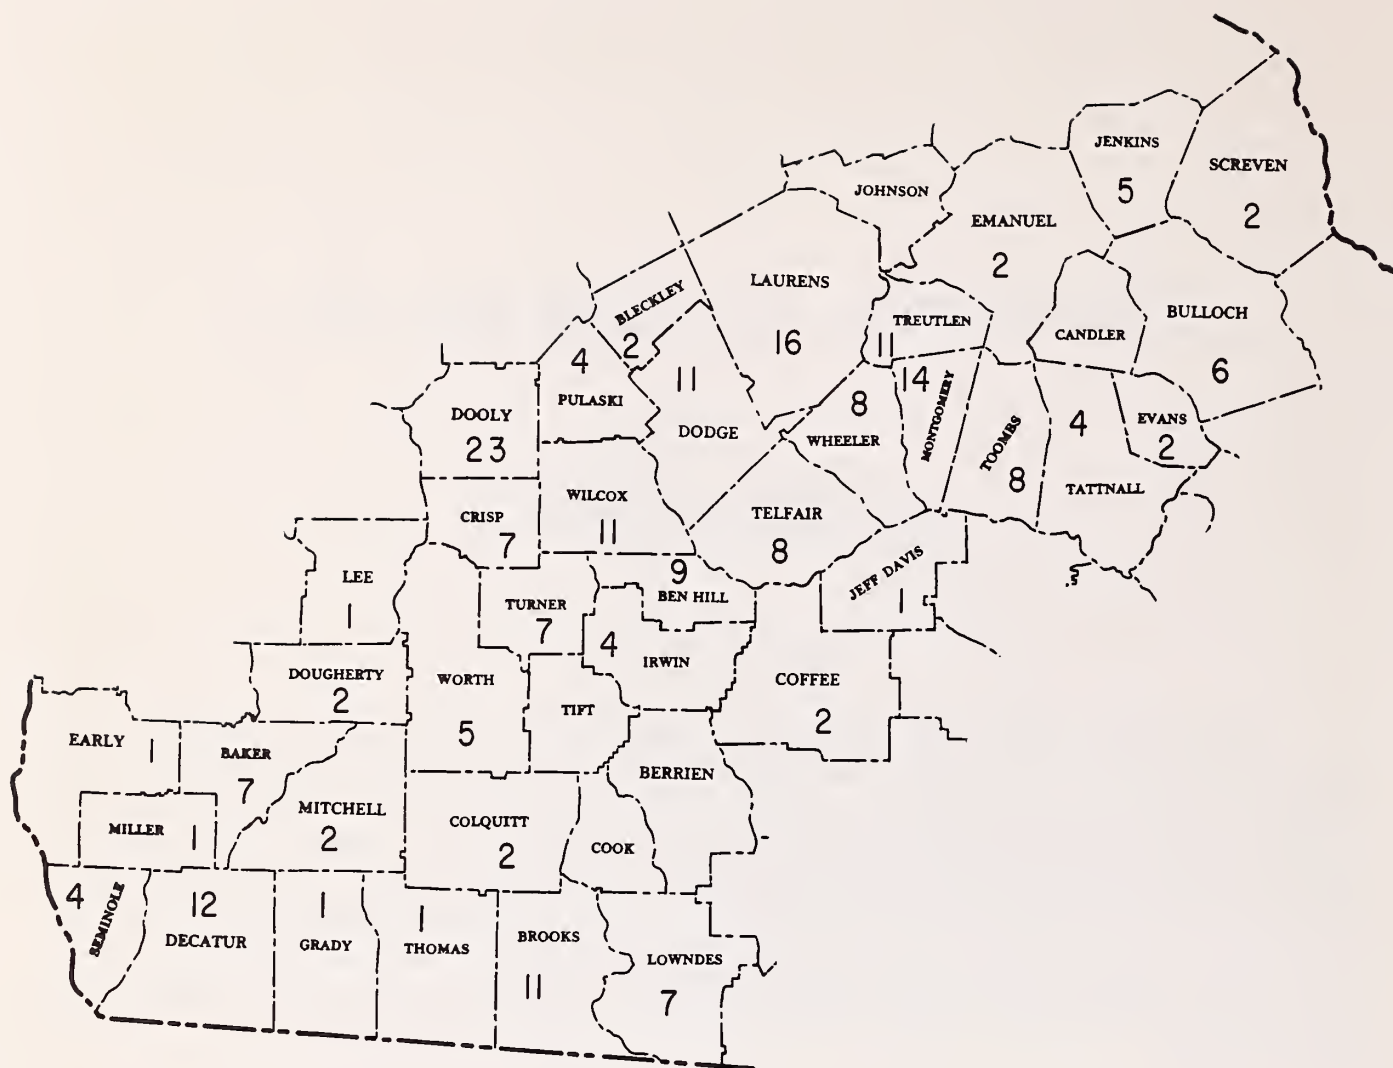 JENKINS
5
SCREVEN
2
JOHNSON
EMANUEL
2
LAURENS
16
BLECKLEY
2
TREUTLEN
11
CANDLER
BULLOCH
6
4
PULASKI
11
DODGE
8
WHEELER
14
MONTGOMERY
TOOMBS
8
4
TATTNALL
EVANS
2
DOOLY
23
WILCOX
11
CRISP
7
TELFAIR
8
JEFF DAVIS
1
LEE
1
TURNER
7
9
BEN HILL
4
IRWIN
DOUGHERTY
2
WORTH
5
TIFT
COFFEE
2
EARLY
1
BAKER
7
MITCHELL
2
MILLER
1
COLQUITT
2
COOK
BERRIEN
4
SEMINOLE
12
DECATUR
1
GRADY
1
THOMAS
BROOKS
11
LOWNDES
7